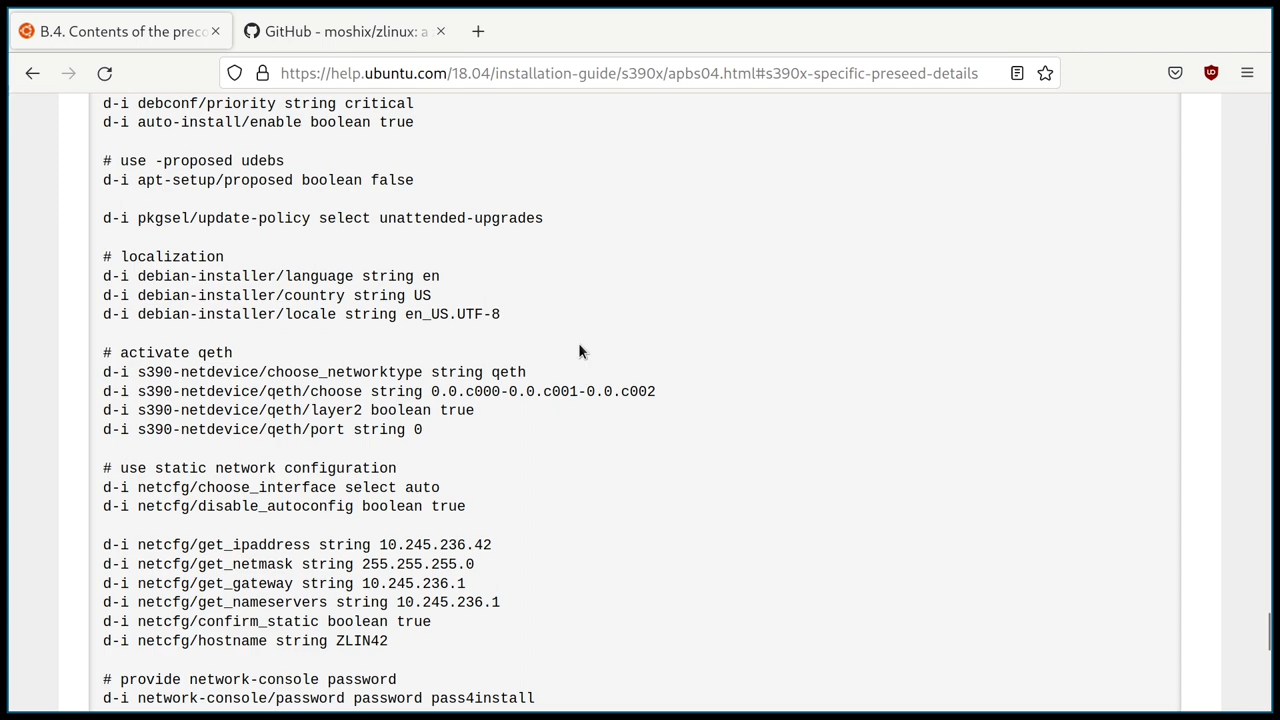 B.4. Contents of the preco
GitHub - moshix/zlinux: a
https://help.ubuntu.com/18.04/installation-guide/s390x/apbs04.html#s390x-specific-preseed-details
d-i debconf/priority string critical
d-i auto-install/enable boolean true
# use -proposed udebs
d-i apt-setup/proposed boolean false
d-i pkgsel/update-policy select unattended-upgrades
# localization
d-i debian-installer/language string en
d-i debian-installer/country string US
d-i debian-installer/locale string en_US.UTF-8
# activate qeth
d-i s390-netdevice/choose_networktype string qeth
d-i s390-netdevice/qeth/choose string 0.0.c000-0.0.c001-0.0.c002
d-i s390-netdevice/qeth/layer2 boolean true
d-i s390-netdevice/qeth/port string 0
# use static network configuration
d-i netcfg/choose_interface select auto
d-i netcfg/disable_autoconfig boolean true
d-i netcfg/get_ipaddress string 10.245.236.42
d-i netcfg/get_netmask string 255.255.255.0
d-i netcfg/get_gateway string 10.245.236.1
d-i netcfg/get_nameservers string 10.245.236.1
d-i netcfg/confirm_static boolean true
d-i netcfg/hostname string ZLIN42
# provide network-console password
d-i network-console/password password pass4install